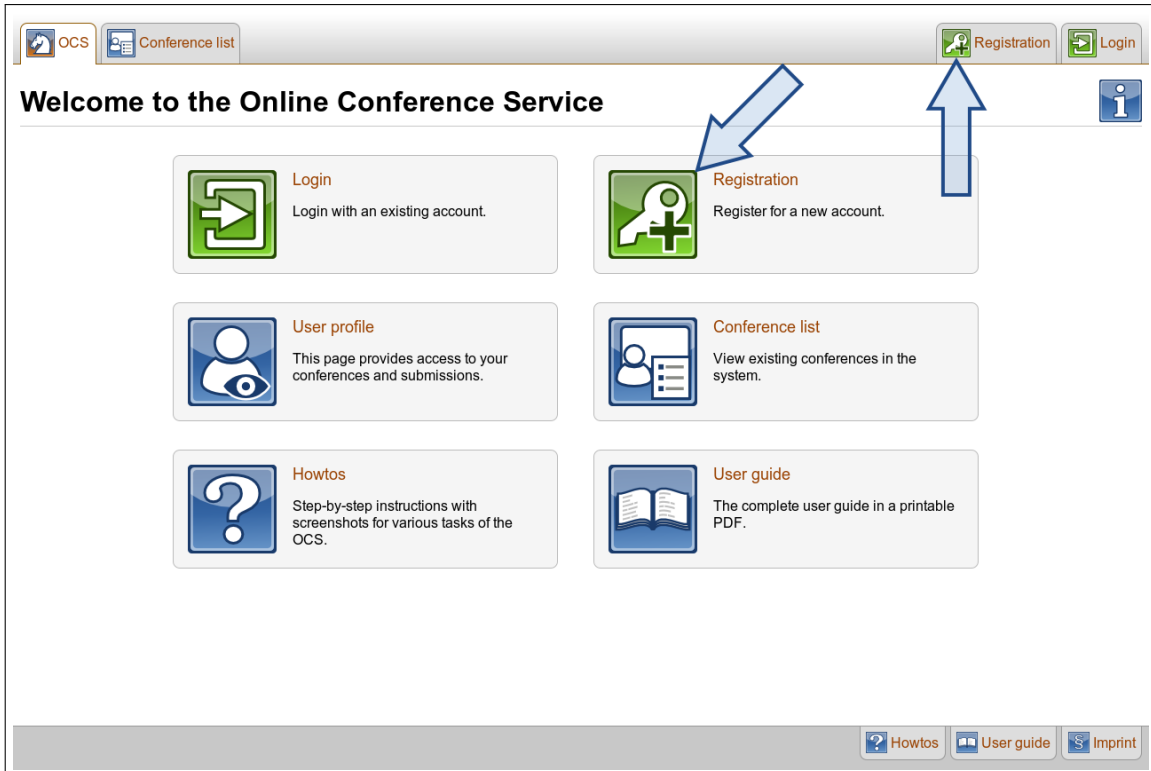 OCS
Conference list
Registration
Login
Welcome to the Online Conference Service
Login
Login with an existing account.
Registration
Register for a new account.
User profile
This page provides access to your
conferences and submissions.
Conference list
View existing conferences in the
system.
Howtos
Step-by-step instructions with
screenshots for various tasks of the
OCS.
User guide
The complete user guide in a printable
PDF.
Howtos
User guide
§ Imprint